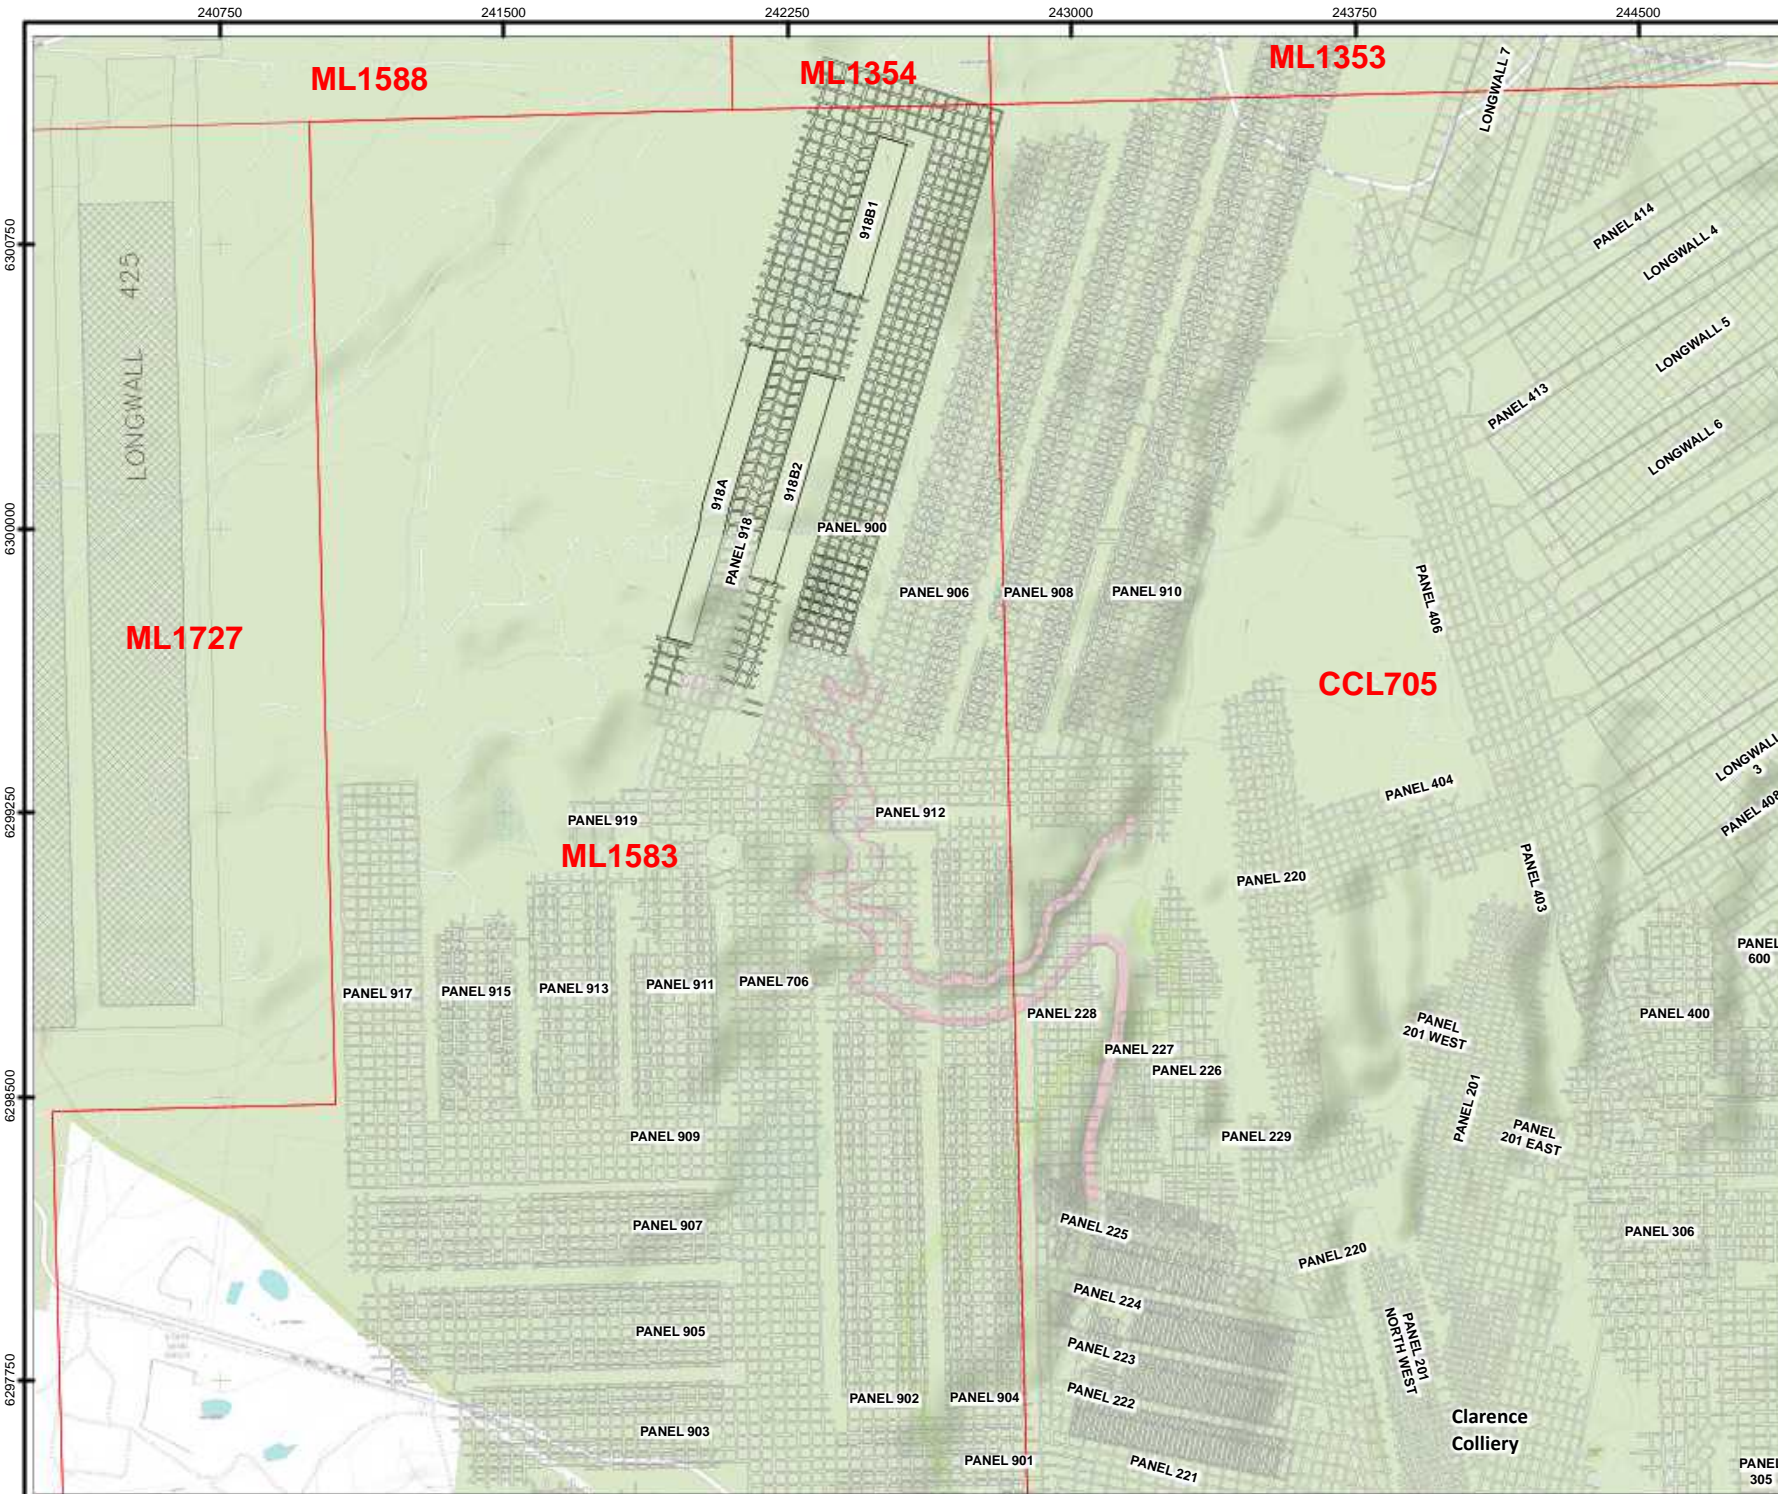 240750
241500
242250
243000
243750
244500
ML1588
ML1354
ML1353
LONGWALL 7
6300750
LONGWALL 425
918B1
PANEL 414
LONGWALL 4
LONGWALL 5
PANEL 413
LONGWALL 6
918A
918B2
PANEL 918
PANEL 900
6300000
PANEL 906
PANEL 908
PANEL 910
PANEL 406
ML1727
CCL705
LONGWALL
3
PANEL 404
PANEL 408
6299250
PANEL 919
PANEL 912
ML1583
PANEL 220
PANEL 403
PANEL
600
PANEL 917
PANEL 915
PANEL 913
PANEL 911
PANEL 706
PANEL 228
PANEL
201 WEST
PANEL 400
PANEL 227
PANEL 226
6298500
PANEL 909
PANEL 229
PANEL 201
PANEL
201 EAST
PANEL 907
PANEL 225
PANEL 220
PANEL 306
PANEL 224
PANEL 905
PANEL 223
PANEL 201
NORTH WEST
6297750
PANEL 902
PANEL 904
PANEL 222
PANEL 903
Clarence
Colliery
PANEL 901
PANEL 221
PANEL
305